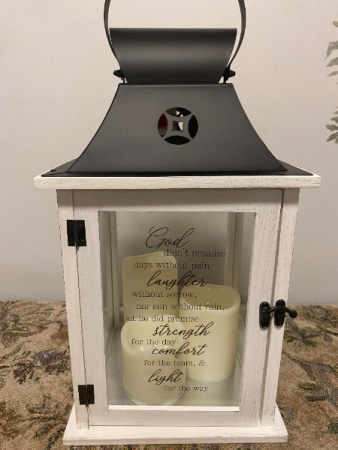 God
didn't promise
days without pain
laughter
without sorrow,
nor sun without rain,
but he did promise
strength
for the day
comfort
for the tears, &
light
for the way